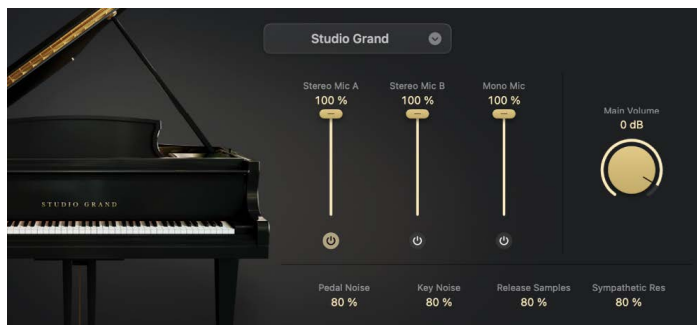 Studio Grand
Stereo Mic A Stereo Mic B Mono Mic
100 % 100 % 100 %
Main Volume
0 dB
STUDIO GRAND
Pedal Noise Key Noise Release Samples Sympathetic Res
80 % 80 % 80 % 80 %